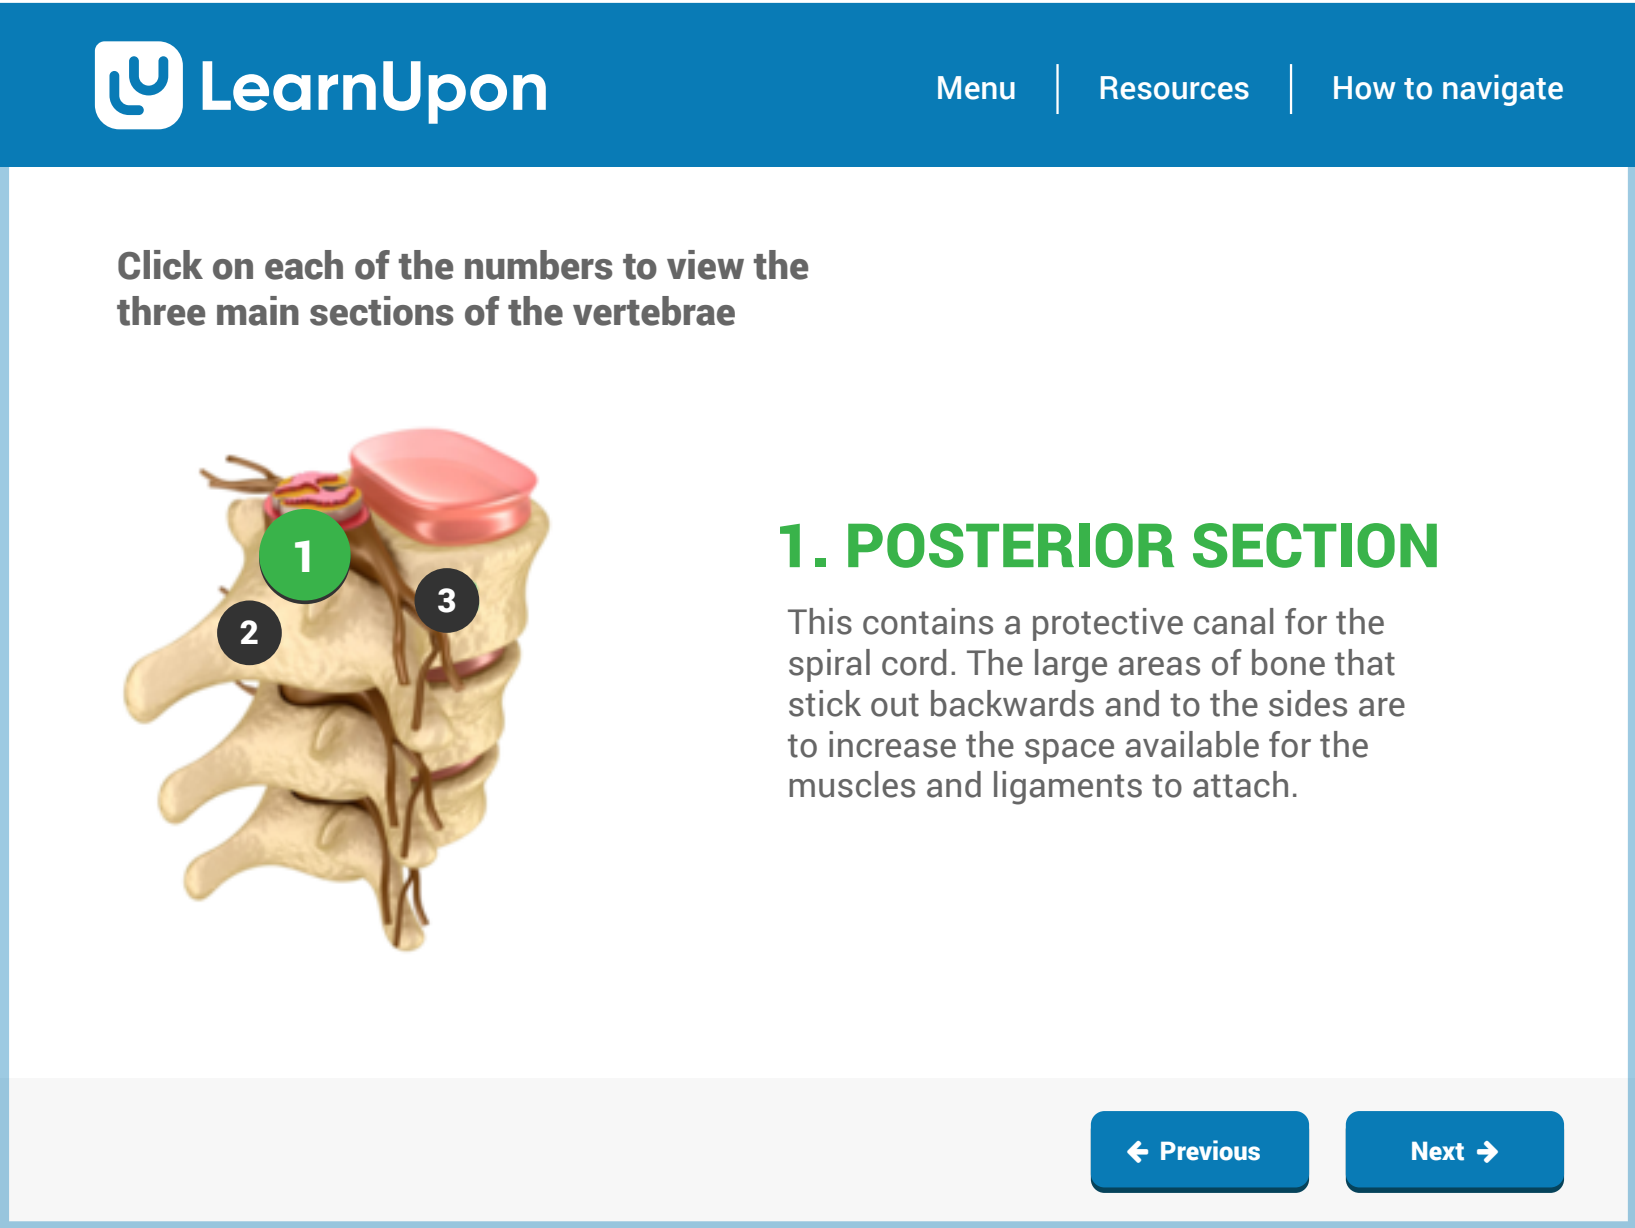 LearnUpon
Menu
Resources
How to navigate
Click on each of the numbers to view the
three main sections of the vertebrae
1
2
3
1. POSTERIOR SECTION
This contains a protective canal for the
spiral cord. The large areas of bone that
stick out backwards and to the sides are
to increase the space available for the
muscles and ligaments to attach.
Previous
Next